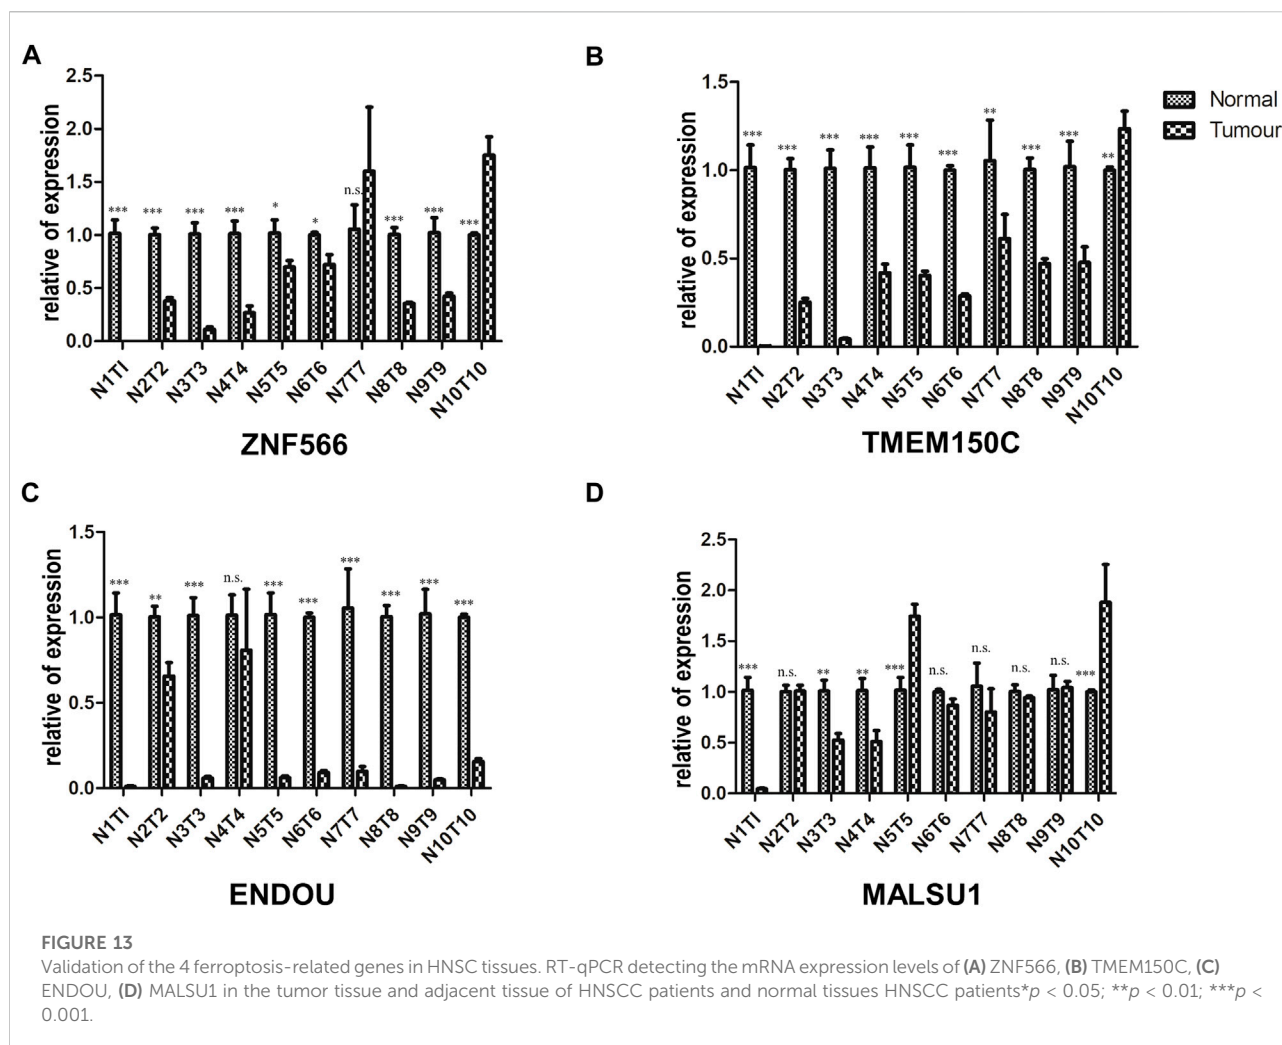 A
relative of expression
2.5
2.0
1.5
1.0
0.5
0.0
*** *** *** *** * * n.s. *** *** ***
N1T1 N2T2 N3T3 N4T4 N5T5 N6T6 N7T7 N8T8 N9T9 N10T10
ZNF566
B
relative of expression
1.5
1.0
0.5
0.0
*** *** *** *** *** *** ** *** *** **
N1T1 N2T2 N3T3 N4T4 N5T5 N6T6 N7T7 N8T8 N9T9 N10T10
TMEM150C
Normal
Tumour
C
relative of expression
1.5
1.0
0.5
0.0
*** ** *** n.s. *** *** *** *** *** ***
N1T1 N2T2 N3T3 N4T4 N5T5 N6T6 N7T7 N8T8 N9T9 N10T10
ENDOU
D
relative of expression
2.5
2.0
1.5
1.0
0.5
0.0
*** n.s. ** ** *** n.s. n.s. n.s. n.s. ***
N1T1 N2T2 N3T3 N4T4 N5T5 N6T6 N7T7 N8T8 N9T9 N10T10
MALSU1
FIGURE 13
Validation of the 4 ferroptosis-related genes in HNSC tissues. RT-qPCR detecting the mRNA expression levels of (A) ZNF566, (B) TMEM150C, (C)
ENDOU, (D) MALSU1 in the tumor tissue and adjacent tissue of HNSCC patients and normal tissues HNSCC patients*p < 0.05; **p < 0.01; ***p <
0.001.